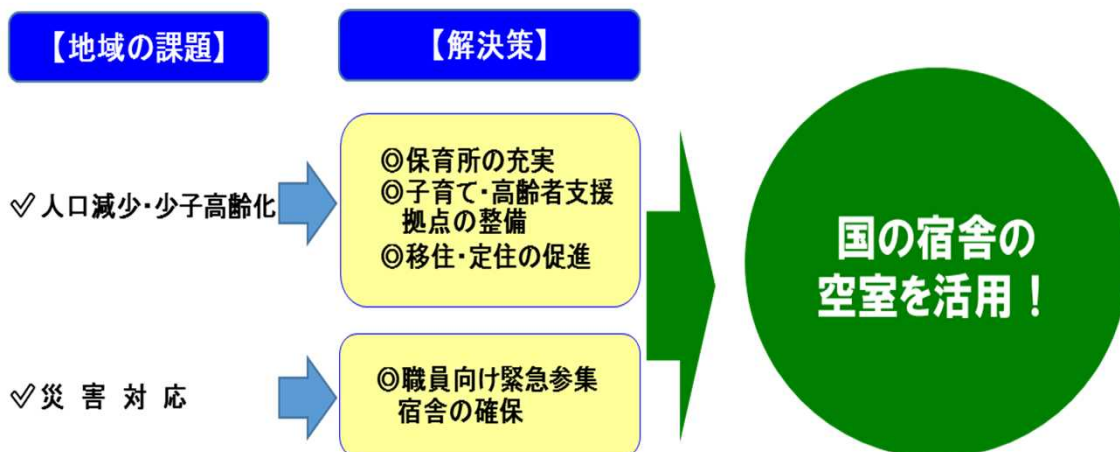 【地域の課題】
【解決策】
✓人口減少・少子高齢化
◎保育所の充実
◎子育て・高齢者支援
拠点の整備
◎移住・定住の促進
✓災害対応
◎職員向け緊急参集
宿舎の確保
国の宿舎の
空室を活用！